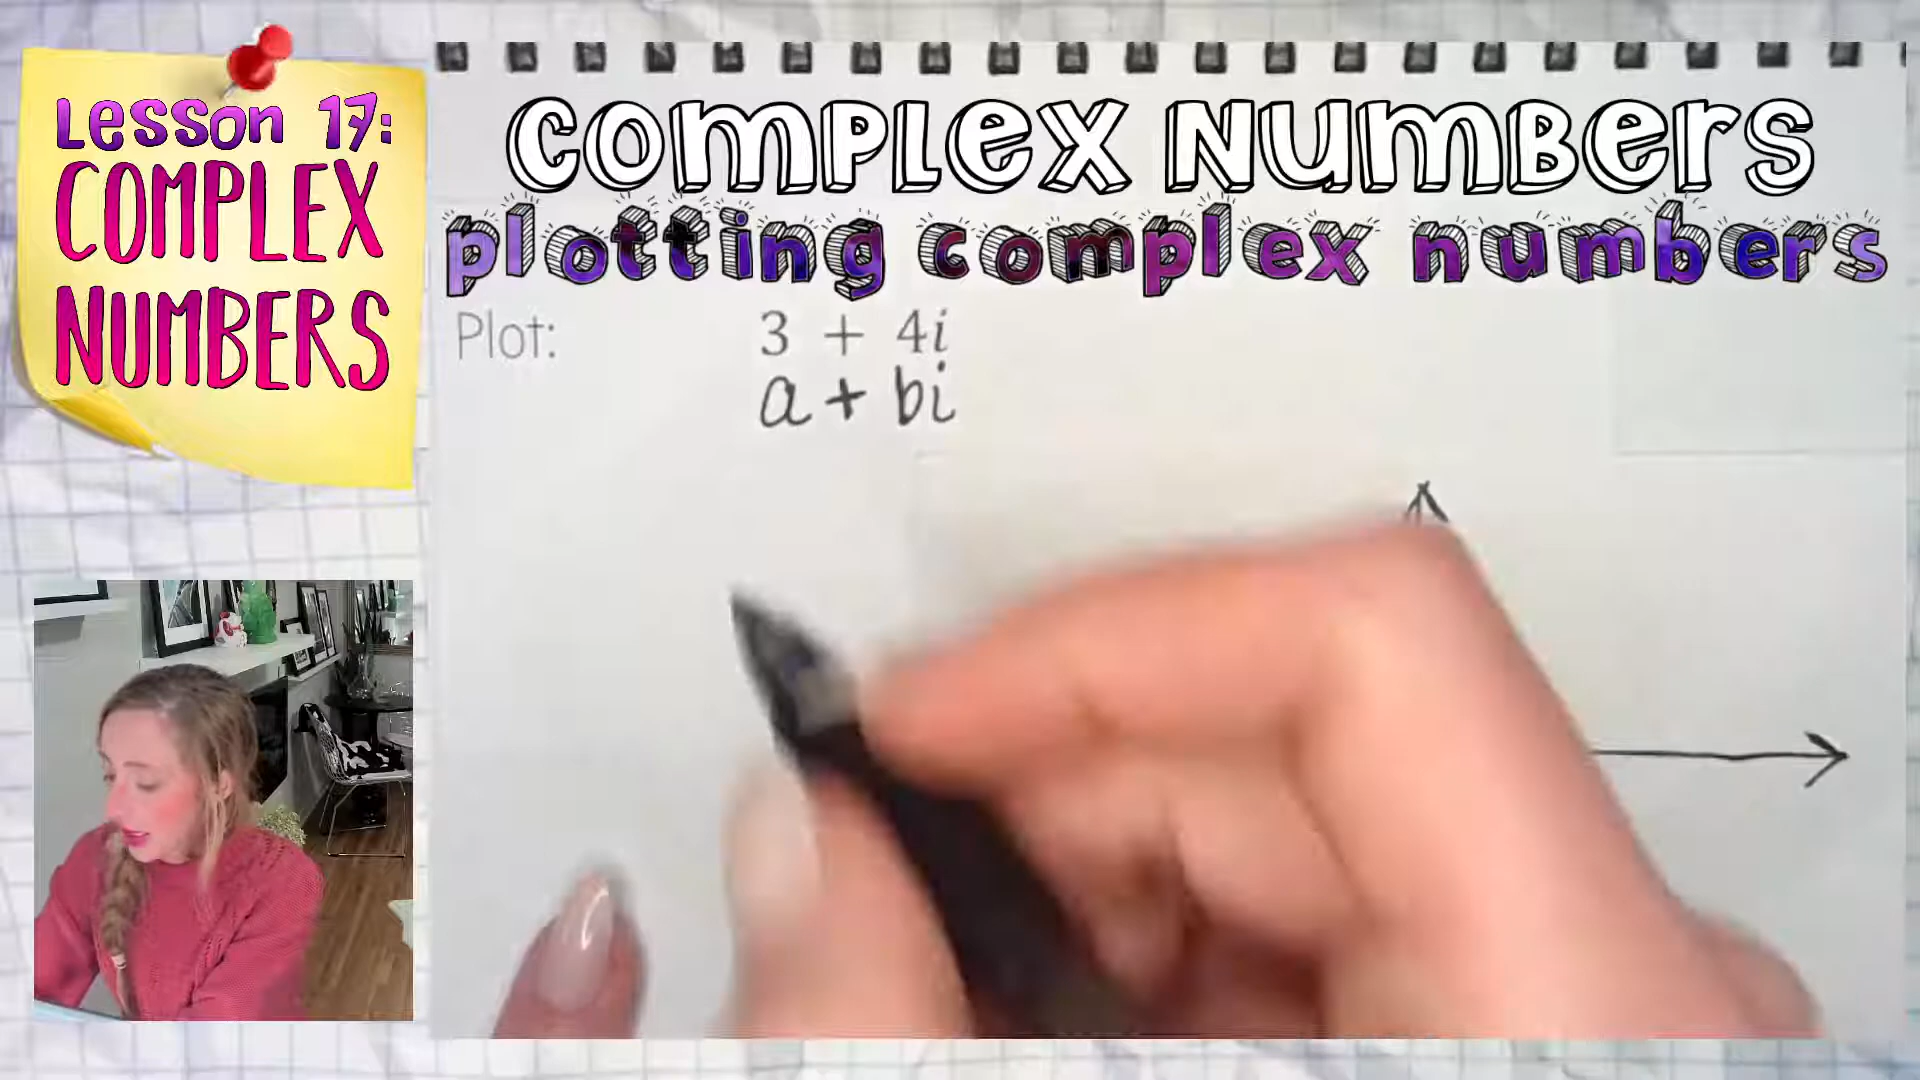 Lesson 17:
COMPLEX
NUMBERS
COMPLEX NUMBERS
plotting complex numbers
Plot: 3 + 4i
a + bi